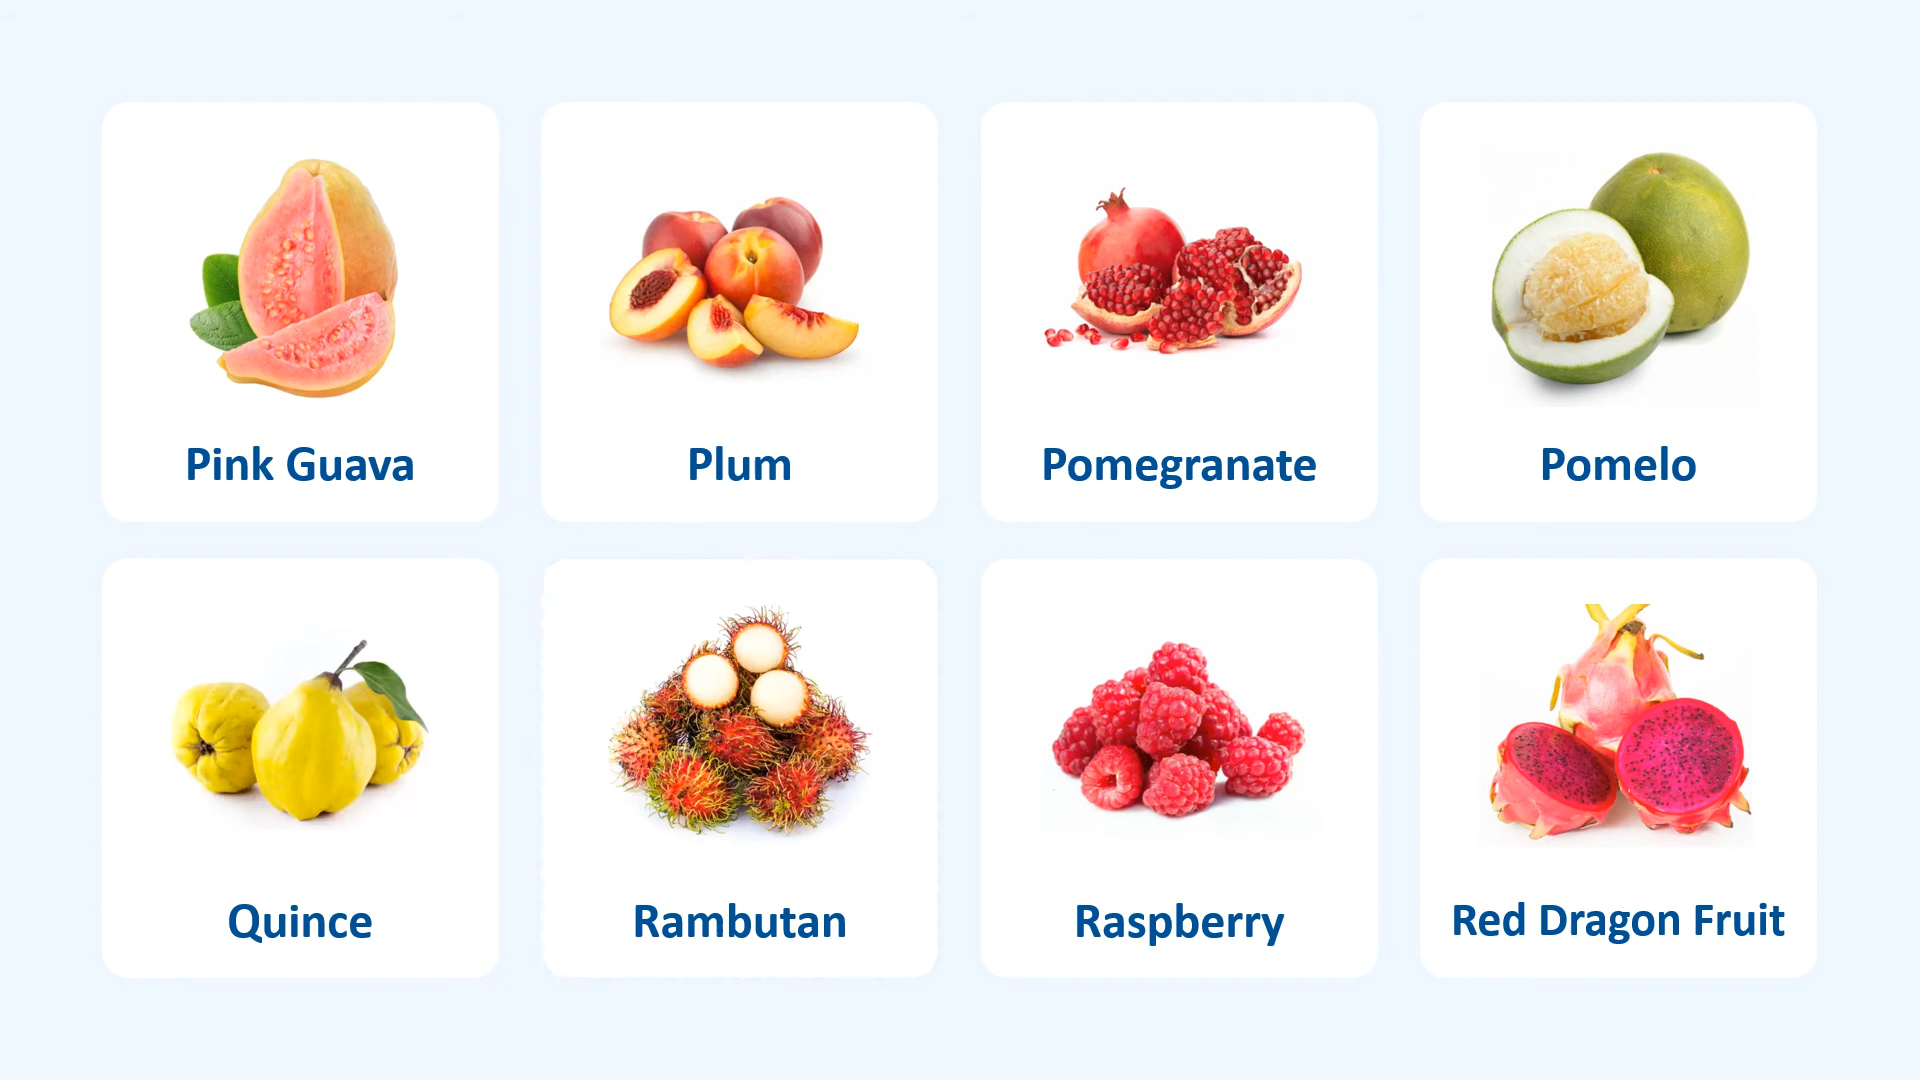 Pink Guava
Plum
Pomegranate
Pomelo
Quince
Rambutan
Raspberry
Red Dragon Fruit